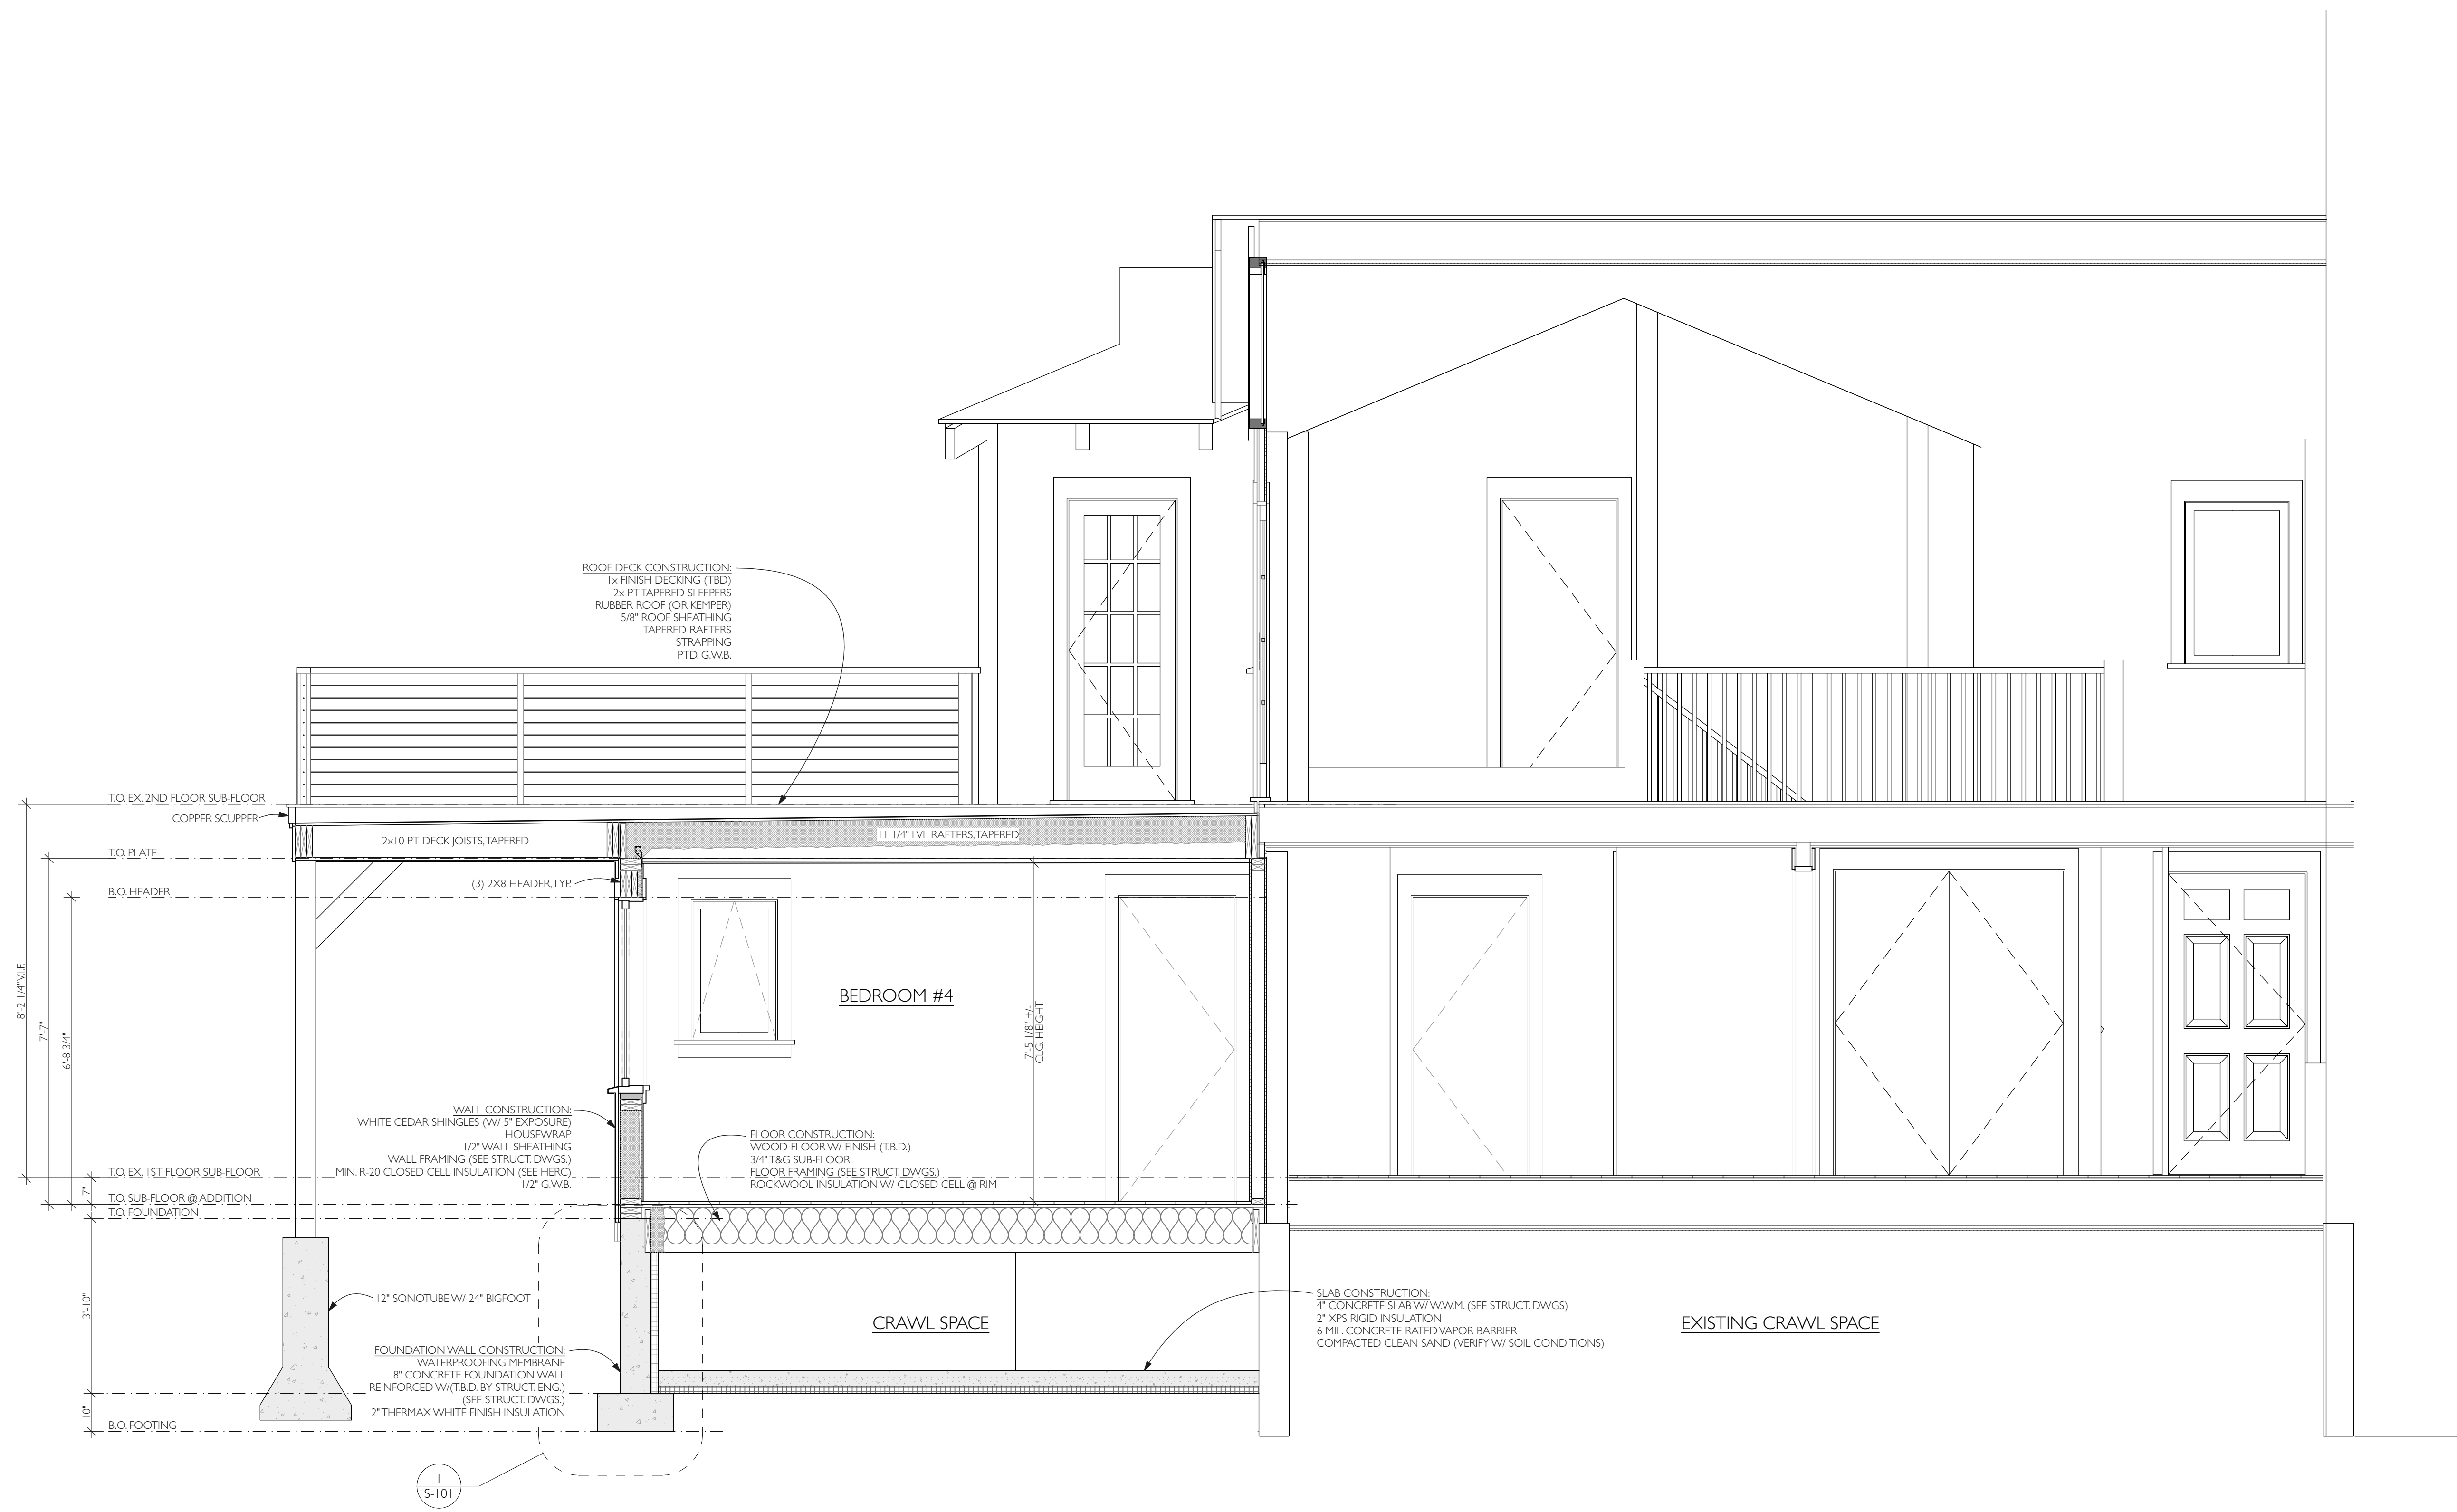 ROOF DECK CONSTRUCTION:
1x FINISH DECKING (TBD)
2x PT TAPERED SLEEPERS
RUBBER ROOF (OR KEMPER)
5/8" ROOF SHEATHING
TAPERED RAFTERS
STRAPPING
PTD. G.W.B.
T.O. EX. 2ND FLOOR SUB-FLOOR
COPPER SCUPPER
2x10 PT DECK JOISTS, TAPERED
11 1/4" LVL RAFTERS, TAPERED
T.O. PLATE
(3) 2X8 HEADER, TYP.
B.O. HEADER
8'-2 1/4" V.I.F.
7'-7"
6'-8 3/4"
BEDROOM #4
7'-5 1/8" +/-
CLG. HEIGHT
WALL CONSTRUCTION:
WHITE CEDAR SHINGLES (W/ 5" EXPOSURE)
HOUSEWRAP
1/2" WALL SHEATHING
WALL FRAMING (SEE STRUCT. DWGS.)
MIN. R-20 CLOSED CELL INSULATION (SEE HERC)
1/2" G.W.B.
FLOOR CONSTRUCTION:
WOOD FLOOR W/ FINISH (T.B.D.)
3/4" T&G SUB-FLOOR
FLOOR FRAMING (SEE STRUCT. DWGS.)
ROCKWOOL INSULATION W/ CLOSED CELL @ RIM
T.O. EX. 1ST FLOOR SUB-FLOOR
7"
T.O. SUB-FLOOR @ ADDITION
T.O. FOUNDATION
3'-10"
12" SONOTUBE W/ 24" BIGFOOT
CRAWL SPACE
SLAB CONSTRUCTION:
4" CONCRETE SLAB W/ W.W.M. (SEE STRUCT. DWGS)
2" XPS RIGID INSULATION
6 MIL. CONCRETE RATED VAPOR BARRIER
COMPACTED CLEAN SAND (VERIFY W/ SOIL CONDITIONS)
EXISTING CRAWL SPACE
FOUNDATION WALL CONSTRUCTION:
WATERPROOFING MEMBRANE
8" CONCRETE FOUNDATION WALL
REINFORCED W/(T.B.D. BY STRUCT. ENG.)
(SEE STRUCT. DWGS.)
2" THERMAX WHITE FINISH INSULATION
10"
B.O. FOOTING
1
S-101